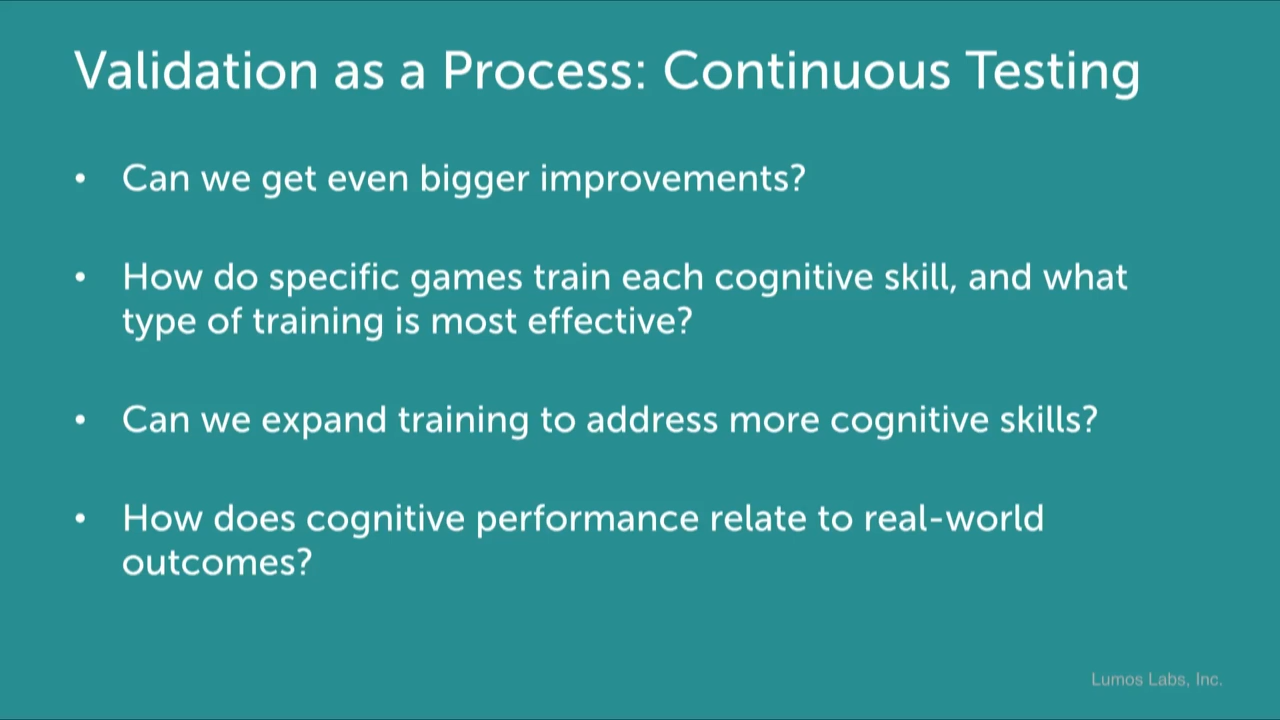 Validation as a Process: Continuous Testing
• Can we get even bigger improvements?
• How do specific games train each cognitive skill, and what
type of training is most effective?
• Can we expand training to address more cognitive skills?
• How does cognitive performance relate to real-world
outcomes?
Lumos Labs, Inc.